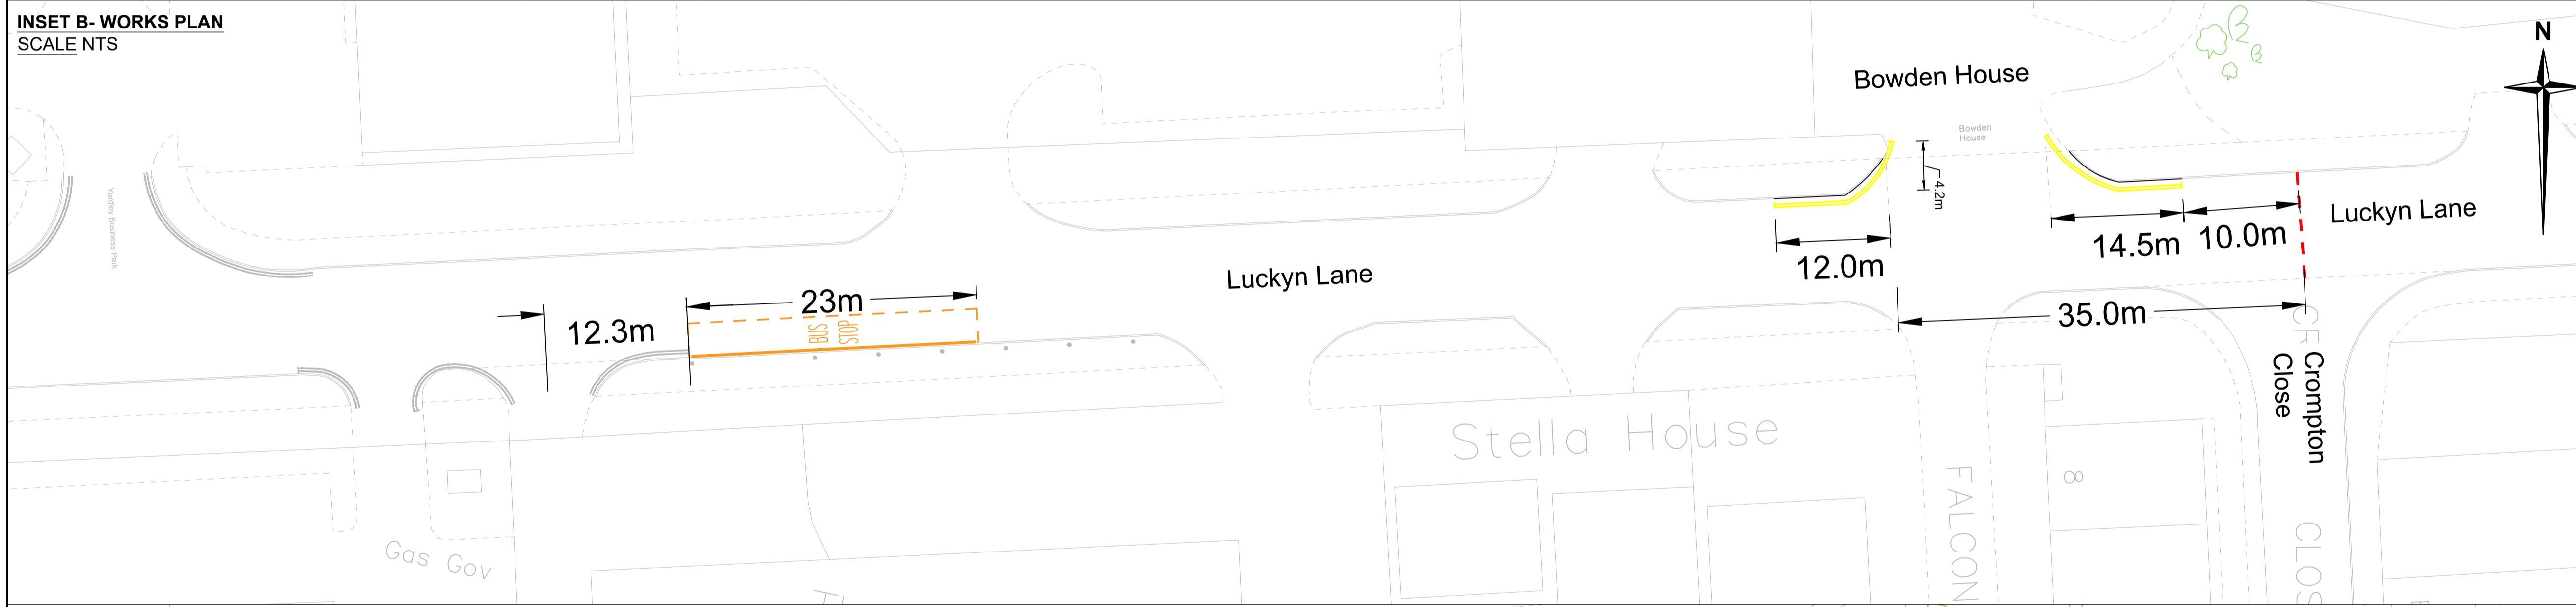 INSET B- WORKS PLAN
SCALE NTS
N
Bowden House
Bowden
House
Yardley Business Park
4.2m
Luckyn Lane
14.5m
10.0m
12.0m
Luckyn Lane
23m
BUS
STOP
12.3m
35.0m
Crompton
Close
Stella House
8
FALCON
CLOS
Gas Gov